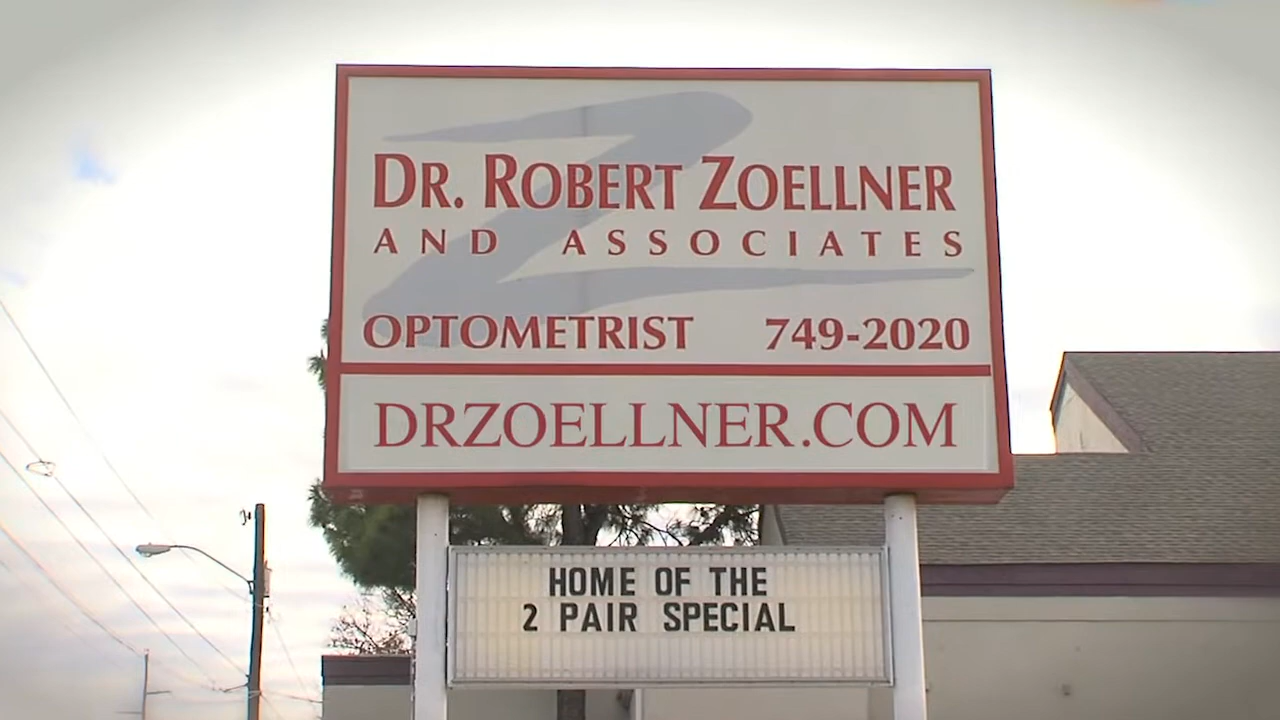 DR. ROBERT ZOELLNER
AND ASSOCIATES
OPTOMETRIST 749-2020
DRZOELLNER.COM
HOME OF THE
2 PAIR SPECIAL